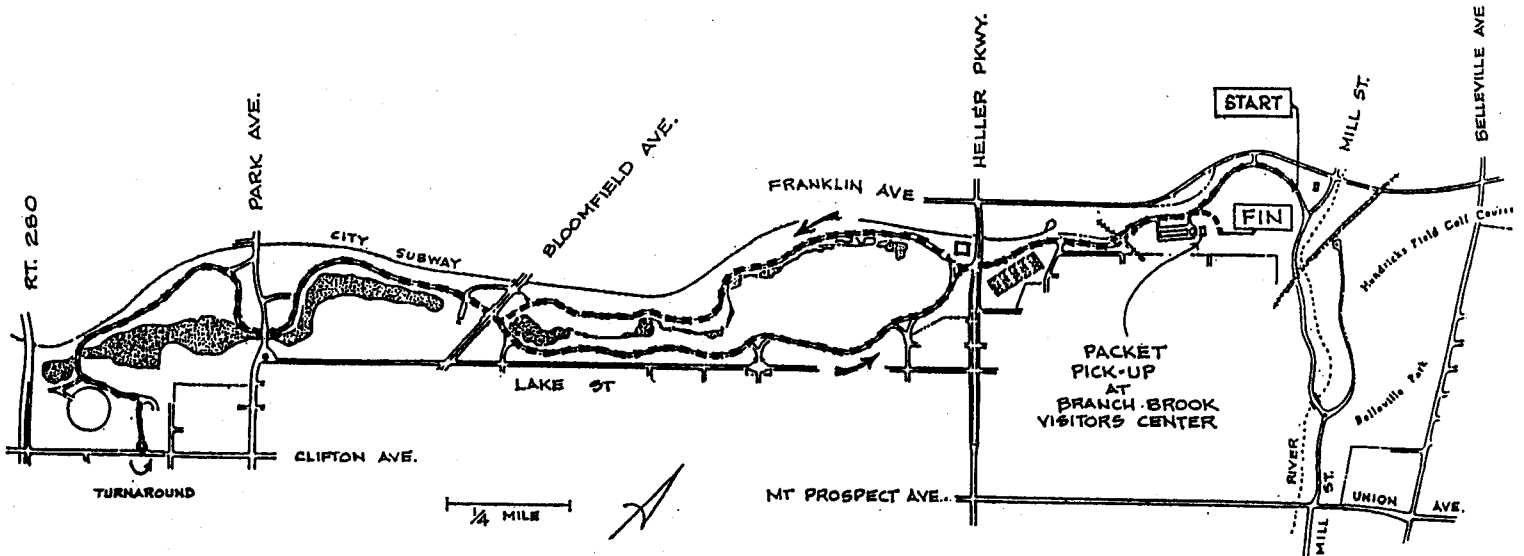 RT. 280
PARK AVE.
CITY
SUBWAY
BLOOMFIELD AVE.
FRANKLIN AVE
HELLER PKWY.
START
FIN
MILL ST.
BELLEVILLE AVE
Hendricks Field Golf Course
Belleville Park
LAKE ST
PACKET
PICK-UP
AT
BRANCH BROOK
VISITORS CENTER
CLIFTON AVE.
TURNAROUND
1/4 MILE
MT PROSPECT AVE..
RIVER
MILL ST.
UNION AVE.